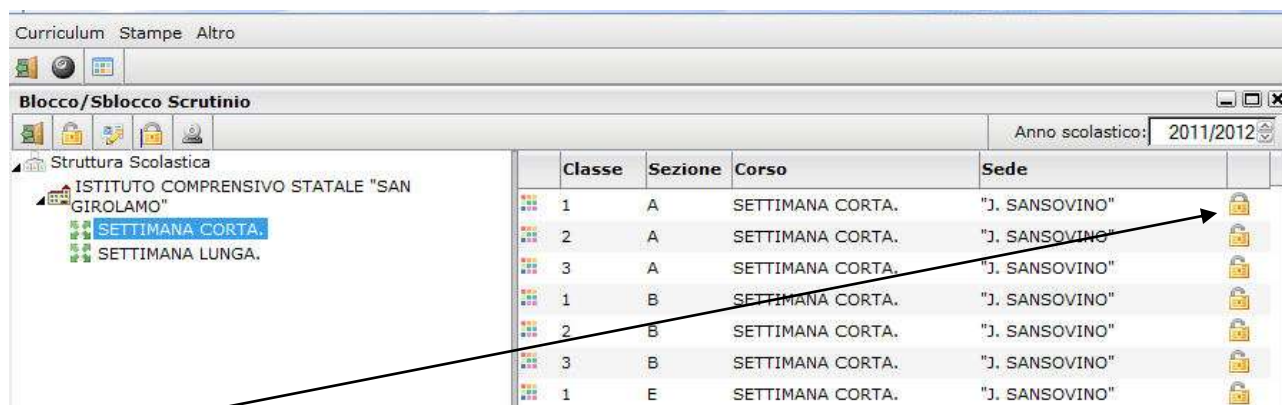 Curriculum Stampe Altro
Blocco/Sblocco Scrutinio
Anno scolastico: 2011/2012
Struttura Scolastica
ISTITUTO COMPRENSIVO STATALE "SAN
GIROLAMO"
SETTIMANA CORTA.
SETTIMANA LUNGA.
Classe Sezione Corso Sede
1 A SETTIMANA CORTA. "J. SANSOVINO"
2 A SETTIMANA CORTA. "J. SANSOVINO"
3 A SETTIMANA CORTA. "J. SANSOVINO"
1 B SETTIMANA CORTA. "J. SANSOVINO"
2 B SETTIMANA CORTA. "J. SANSOVINO"
3 B SETTIMANA CORTA. "J. SANSOVINO"
1 E SETTIMANA CORTA. "J. SANSOVINO"